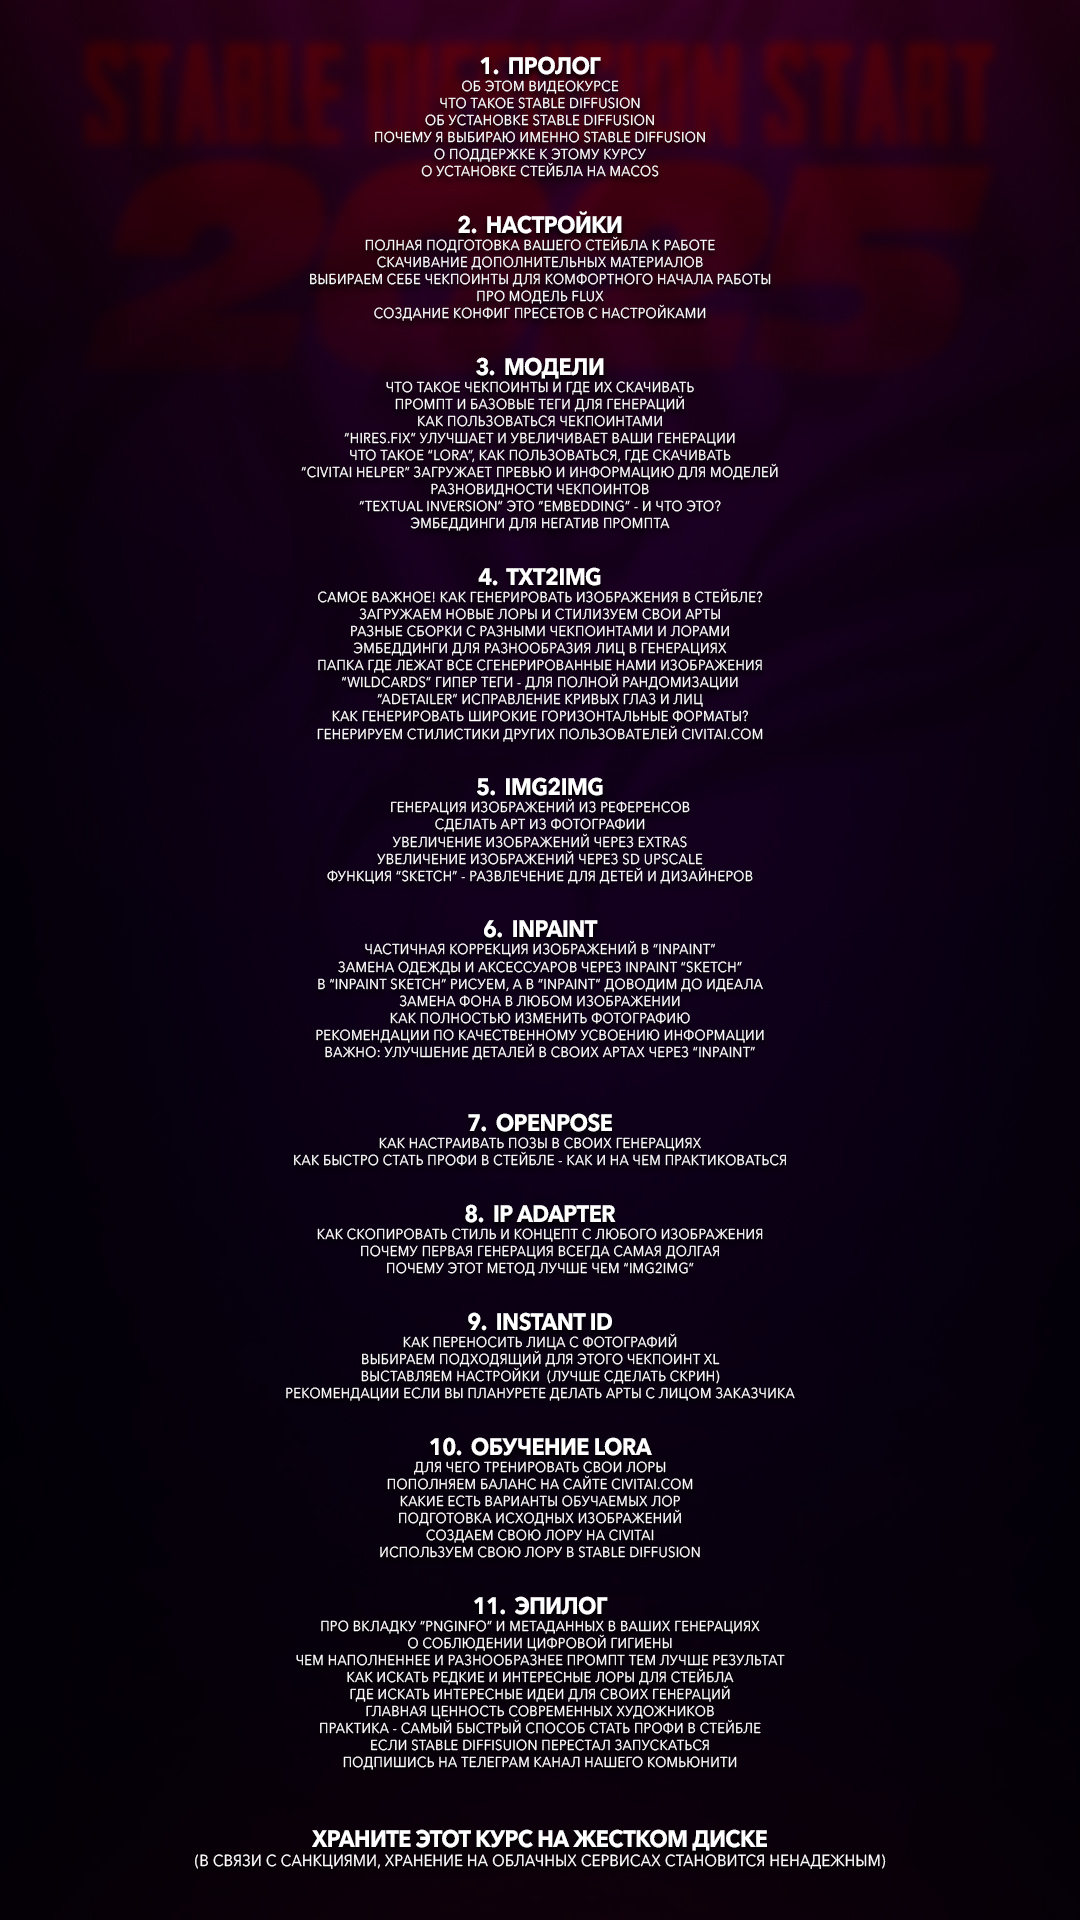 STABLE DIFFUSION START
2025
1. ПРОЛОГ
ОБ ЭТОМ ВИДЕОКУРСЕ
ЧТО ТАКОЕ STABLE DIFFUSION
ОБ УСТАНОВКЕ STABLE DIFFUSION
ПОЧЕМУ Я ВЫБИРАЮ ИМЕННО STABLE DIFFUSION
О ПОДДЕРЖКЕ К ЭТОМУ КУРСУ
О УСТАНОВКЕ СТЕЙБЛА НА MACOS
2. НАСТРОЙКИ
ПОЛНАЯ ПОДГОТОВКА ВАШЕГО СТЕЙБЛА К РАБОТЕ
СКАЧИВАНИЕ ДОПОЛНИТЕЛЬНЫХ МАТЕРИАЛОВ
ВЫБИРАЕМ СЕБЕ ЧЕКПОИНТЫ ДЛЯ КОМФОРТНОГО НАЧАЛА РАБОТЫ
ПРО МОДЕЛЬ FLUX
СОЗДАНИЕ КОНФИГ ПРЕСЕТОВ С НАСТРОЙКАМИ
3. МОДЕЛИ
ЧТО ТАКОЕ ЧЕКПОИНТЫ И ГДЕ ИХ СКАЧИВАТЬ
ПРОМПТ И БАЗОВЫЕ ТЕГИ ДЛЯ ГЕНЕРАЦИЙ
КАК ПОЛЬЗОВАТЬСЯ ЧЕКПОИНТАМИ
"HIRES.FIX" УЛУЧШАЕТ И УВЕЛИЧИВАЕТ ВАШИ ГЕНЕРАЦИИ
ЧТО ТАКОЕ "LORA", КАК ПОЛЬЗОВАТЬСЯ, ГДЕ СКАЧИВАТЬ
"CIVITAI HELPER" ЗАГРУЖАЕТ ПРЕВЬЮ И ИНФОРМАЦИЮ ДЛЯ МОДЕЛЕЙ
РАЗНОВИДНОСТИ ЧЕКПОИНТОВ
"TEXTUAL INVERSION" ЭТО "EMBEDDING" - И ЧТО ЭТО?
ЭМБЕДДИНГИ ДЛЯ НЕГАТИВ ПРОМПТА
4. TXT2IMG
САМОЕ ВАЖНОЕ! КАК ГЕНЕРИРОВАТЬ ИЗОБРАЖЕНИЯ В СТЕЙБЛЕ?
ЗАГРУЖАЕМ НОВЫЕ ЛОРЫ И СТИЛИЗУЕМ СВОИ АРТЫ
РАЗНЫЕ СБОРКИ С РАЗНЫМИ ЧЕКПОИНТАМИ И ЛОРАМИ
ЭМБЕДДИНГИ ДЛЯ РАЗНООБРАЗИЯ ЛИЦ В ГЕНЕРАЦИЯХ
ПАПКА ГДЕ ЛЕЖАТ ВСЕ СГЕНЕРИРОВАННЫЕ НАМИ ИЗОБРАЖЕНИЯ
"WILDCARDS" ГИПЕР ТЕГИ - ДЛЯ ПОЛНОЙ РАНДОМИЗАЦИИ
"ADETAILER" ИСПРАВЛЕНИЕ КРИВЫХ ГЛАЗ И ЛИЦ
КАК ГЕНЕРИРОВАТЬ ШИРОКИЕ ГОРИЗОНТАЛЬНЫЕ ФОРМАТЫ?
ГЕНЕРИРУЕМ СТИЛИСТИКИ ДРУГИХ ПОЛЬЗОВАТЕЛЕЙ CIVITAI.COM
5. IMG2IMG
ГЕНЕРАЦИЯ ИЗОБРАЖЕНИЙ ИЗ РЕФЕРЕНСОВ
СДЕЛАТЬ АРТ ИЗ ФОТОГРАФИИ
УВЕЛИЧЕНИЕ ИЗОБРАЖЕНИЙ ЧЕРЕЗ EXTRAS
УВЕЛИЧЕНИЕ ИЗОБРАЖЕНИЙ ЧЕРЕЗ SD UPSCALE
ФУНКЦИЯ "SKETCH" - РАЗВЛЕЧЕНИЕ ДЛЯ ДЕТЕЙ И ДИЗАЙНЕРОВ
6. INPAINT
ЧАСТИЧНАЯ КОРРЕКЦИЯ ИЗОБРАЖЕНИЙ В "INPAINT"
ЗАМЕНА ОДЕЖДЫ И АКСЕССУАРОВ ЧЕРЕЗ INPAINT "SKETCH"
В "INPAINT SKETCH" РИСУЕМ, А В "INPAINT" ДОВОДИМ ДО ИДЕАЛА
ЗАМЕНА ФОНА В ЛЮБОМ ИЗОБРАЖЕНИИ
КАК ПОЛНОСТЬЮ ИЗМЕНИТЬ ФОТОГРАФИЮ
РЕКОМЕНДАЦИИ ПО КАЧЕСТВЕННОМУ УСВОЕНИЮ ИНФОРМАЦИИ
ВАЖНО: УЛУЧШЕНИЕ ДЕТАЛЕЙ В СВОИХ АРТАХ ЧЕРЕЗ "INPAINT"
7. OPENPOSE
КАК НАСТРАИВАТЬ ПОЗЫ В СВОИХ ГЕНЕРАЦИЯХ
КАК БЫСТРО СТАТЬ ПРОФИ В СТЕЙБЛЕ - КАК И НА ЧЕМ ПРАКТИКОВАТЬСЯ
8. IP ADAPTER
КАК СКОПИРОВАТЬ СТИЛЬ И КОНЦЕПТ С ЛЮБОГО ИЗОБРАЖЕНИЯ
ПОЧЕМУ ПЕРВАЯ ГЕНЕРАЦИЯ ВСЕГДА САМАЯ ДОЛГАЯ
ПОЧЕМУ ЭТОТ МЕТОД ЛУЧШЕ ЧЕМ "IMG2IMG"
9. INSTANT ID
КАК ПЕРЕНОСИТЬ ЛИЦА С ФОТОГРАФИЙ
ВЫБИРАЕМ ПОДХОДЯЩИЙ ДЛЯ ЭТОГО ЧЕКПОИНТ XL
ВЫСТАВЛЯЕМ НАСТРОЙКИ (ЛУЧШЕ СДЕЛАТЬ СКРИН)
РЕКОМЕНДАЦИИ ЕСЛИ ВЫ ПЛАНУРЕТЕ ДЕЛАТЬ АРТЫ С ЛИЦОМ ЗАКАЗЧИКА
10. ОБУЧЕНИЕ LORA
ДЛЯ ЧЕГО ТРЕНИРОВАТЬ СВОИ ЛОРЫ
ПОПОЛНЯЕМ БАЛАНС НА САЙТЕ CIVITAI.COM
КАКИЕ ЕСТЬ ВАРИАНТЫ ОБУЧАЕМЫХ ЛОР
ПОДГОТОВКА ИСХОДНЫХ ИЗОБРАЖЕНИЙ
СОЗДАЕМ СВОЮ ЛОРУ НА CIVITAI
ИСПОЛЬЗУЕМ СВОЮ ЛОРУ В STABLE DIFFUSION
11. ЭПИЛОГ
ПРО ВКЛАДКУ "PNGINFO" И МЕТАДАННЫХ В ВАШИХ ГЕНЕРАЦИЯХ
О СОБЛЮДЕНИИ ЦИФРОВОЙ ГИГИЕНЫ
ЧЕМ НАПОЛНЕННЕЕ И РАЗНООБРАЗНЕЕ ПРОМПТ ТЕМ ЛУЧШЕ РЕЗУЛЬТАТ
КАК ИСКАТЬ РЕДКИЕ И ИНТЕРЕСНЫЕ ЛОРЫ ДЛЯ СТЕЙБЛА
ГДЕ ИСКАТЬ ИНТЕРЕСНЫЕ ИДЕИ ДЛЯ СВОИХ ГЕНЕРАЦИЙ
ГЛАВНАЯ ЦЕННОСТЬ СОВРЕМЕННЫХ ХУДОЖНИКОВ
ПРАКТИКА - САМЫЙ БЫСТРЫЙ СПОСОБ СТАТЬ ПРОФИ В СТЕЙБЛЕ
ЕСЛИ STABLE DIFFISUION ПЕРЕСТАЛ ЗАПУСКАТЬСЯ
ПОДПИШИСЬ НА ТЕЛЕГРАМ КАНАЛ НАШЕГО КОМЬЮНИТИ
ХРАНИТЕ ЭТОТ КУРС НА ЖЕСТКОМ ДИСКЕ
(В СВЯЗИ С САНКЦИЯМИ, ХРАНЕНИЕ НА ОБЛАЧНЫХ СЕРВИСАХ СТАНОВИТСЯ НЕНАДЕЖНЫМ)